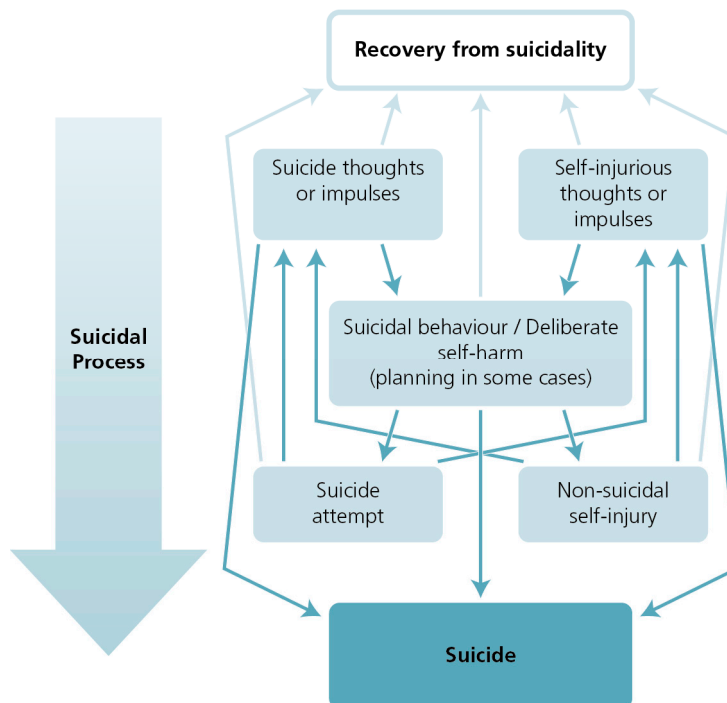 Recovery from suicidality
Suicide thoughts
or impulses
Self-injurious
thoughts or
impulses
Suicidal
Process
Suicidal behaviour / Deliberate
self-harm
(planning in some cases)
Suicide
attempt
Non-suicidal
self-injury
Suicide